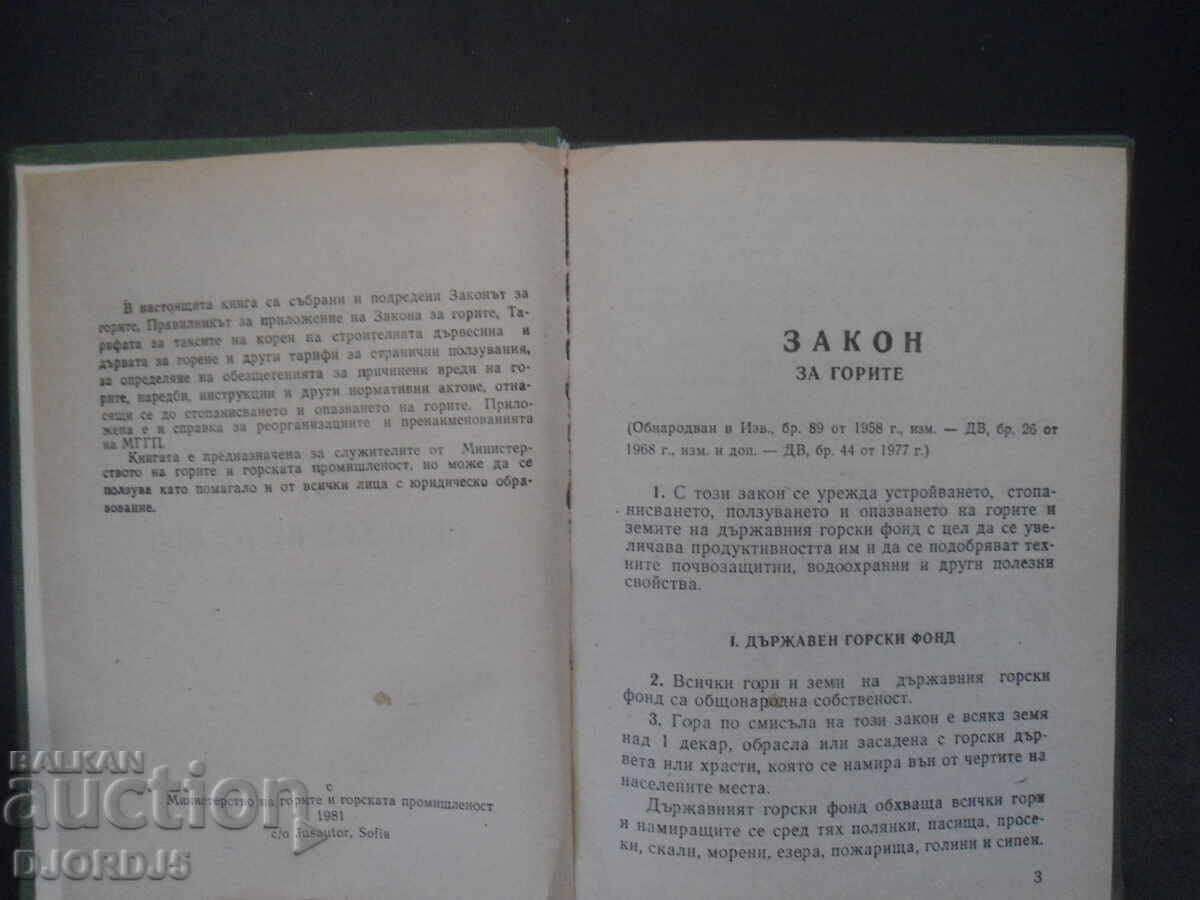 В настоящата книга са събрани и подредени Законът за
горите, Правилникът за приложение на Закона за горите, Та-
рифата за таксите на корен на строителната дървесина и
дървата за горене и други тарифи за странични ползувания,
за определяне на обезщетенията за причинени вреди на го-
рите, наредби, инструкции и други нормативни актове, отна-
сящи се до стопанисването и опазването на горите. Прило-
жена е и справка за реорганизациите и пренаименованията
на МГГП.
Книгата е предназначена за служителите от Министер-
ството на горите и горската промишленост, но може да се
ползува като помагало и от всички лица с юридическо обра-
зование.
с
Министерство на горите и горската промишленост
1981
c/o Jusautor, Sofia
ЗАКОН
ЗА ГОРИТЕ
(Обнародван в Изв., бр. 89 от 1958 г., изм. — ДВ, бр. 26 от
1968 г., изм. и доп. — ДВ, бр. 44 от 1977 г.)
1. С този закон се урежда устройването, стопа-
нисването, ползуването и опазването на горите и
земите на държавния горски фонд с цел да се уве-
личава продуктивността им и да се подобряват тех-
ните почвозащитни, водоохранни и други полезни
свойства.
I. ДЪРЖАВЕН ГОРСКИ ФОНД
2. Всички гори и земи на държавния горски
фонд са общонародна собственост.
3. Гора по смисъла на този закон е всяка земя
над 1 декар, обрасла или засадена с горски дър-
вета или храсти, която се намира вън от чертите на
населените места.
Държавният горски фонд обхваща всички гори
и намиращите се сред тях полянки, пасища, просе-
ки, скали, морени, езера, пожарища, голини и сипеи.
3
BALKAN
auction
DJORDJ5